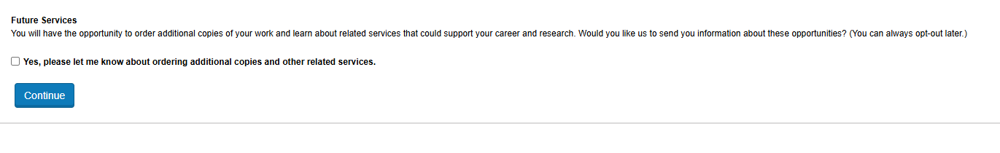 Future Services
You will have the opportunity to order additional copies of your work and learn about related services that could support your career and research. Would you like us to send you information about these opportunities? (You can always opt-out later.)
Yes, please let me know about ordering additional copies and other related services.
Continue